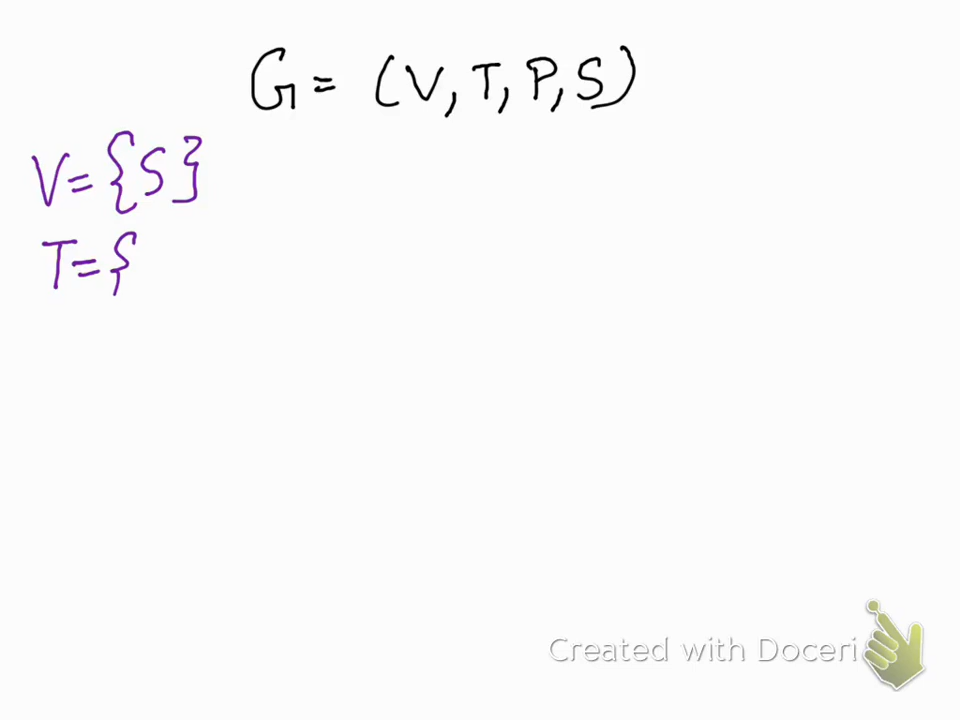 G = (V, T, P, S)
V = {S}
T = {
Created with Doceri